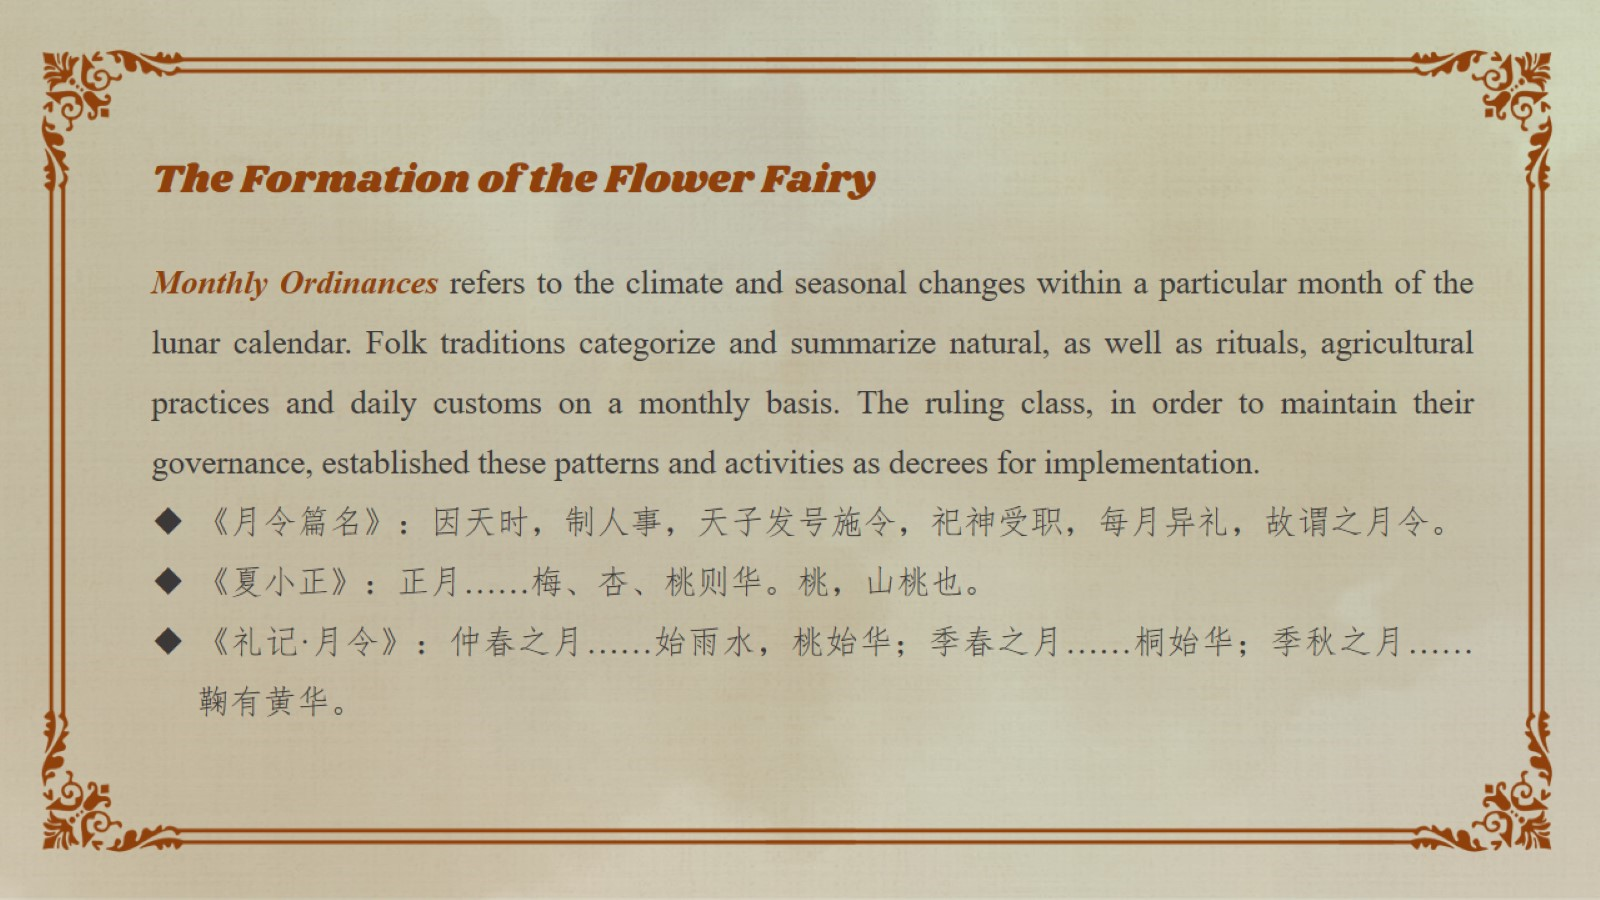 The Formation of the Flower Fairy
Monthly Ordinances refers to the climate and seasonal changes within a particular month of the
lunar calendar. Folk traditions categorize and summarize natural, as well as rituals, agricultural
practices and daily customs on a monthly basis. The ruling class, in order to maintain their
governance, established these patterns and activities as decrees for implementation.
◆ 《月令篇名》：因天时，制人事，天子发号施令，祀神受职，每月异礼，故谓之月令。
◆ 《夏小正》：正月……梅、杏、桃则华。桃，山桃也。
◆ 《礼记·月令》：仲春之月……始雨水，桃始华；季春之月……桐始华；季秋之月……
鞠有黄华。